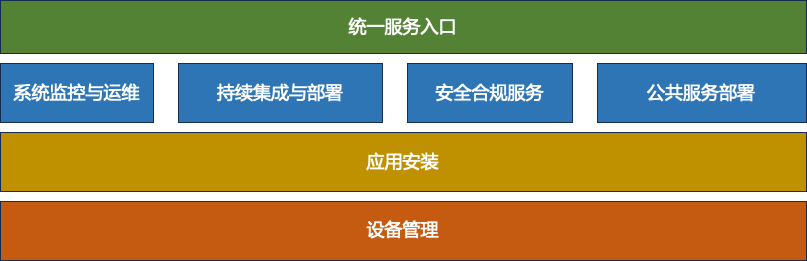 统一服务入口
系统监控与运维
持续集成与部署
安全合规服务
公共服务部署
应用安装
设备管理